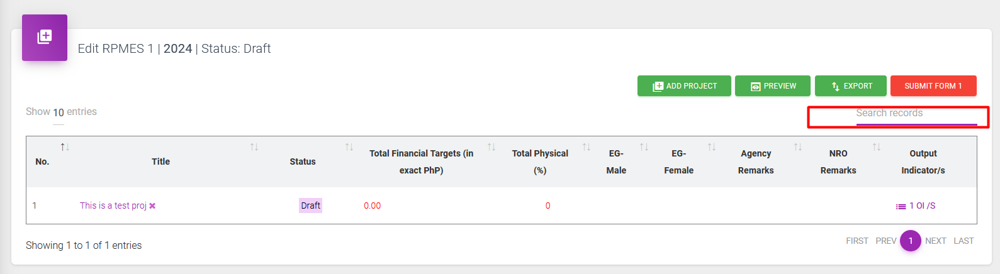 Edit RPMES 1 | 2024 | Status: Draft
ADD PROJECT PREVIEW EXPORT SUBMIT FORM 1
Show 10 entries Search records
No. Title Status Total Financial Targets (in exact PhP) Total Physical (%) EG-Male EG-Female Agency Remarks NRO Remarks Output Indicator/s
1 This is a test proj Draft 0.00 0 1 OI /S
Showing 1 to 1 of 1 entries FIRST PREV 1 NEXT LAST